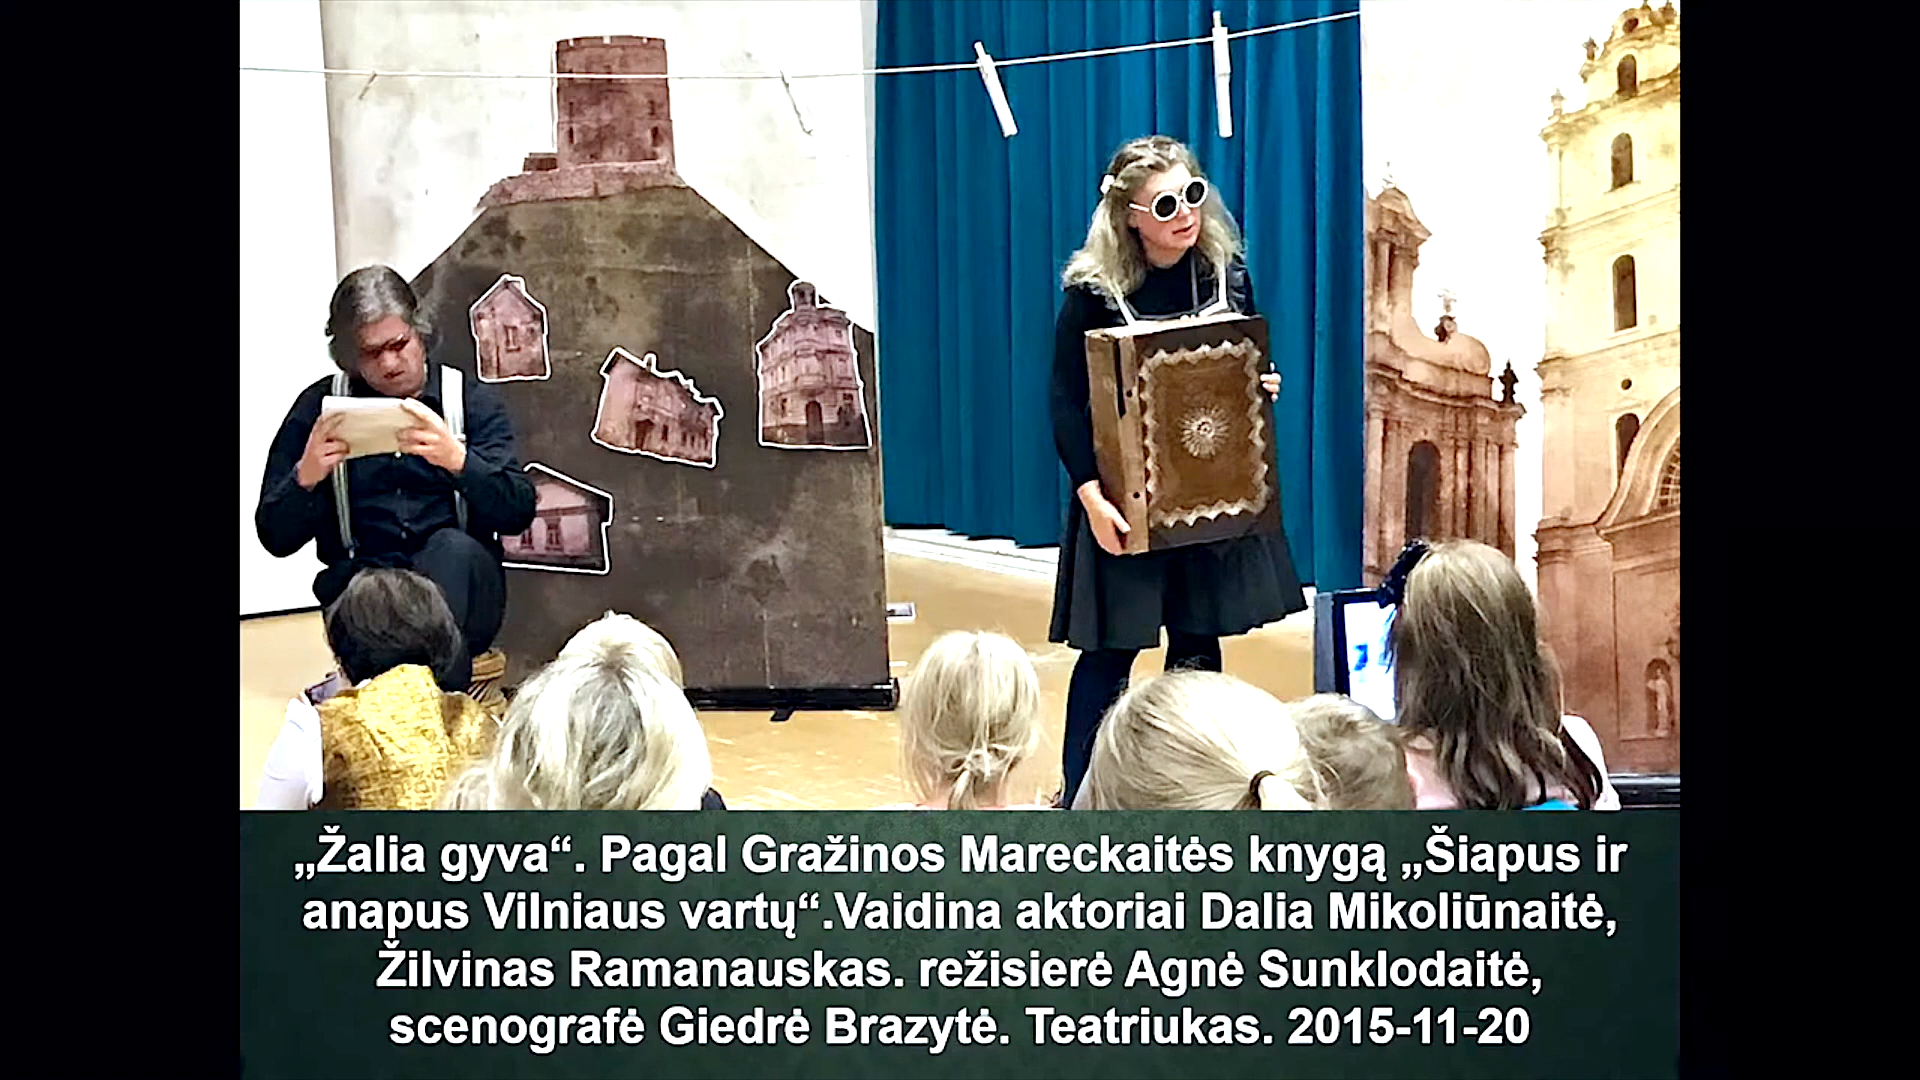 „Žalia gyva“. Pagal Gražinos Mareckaitės knygą „Šiapus ir
anapus Vilniaus vartų“.Vaidina aktoriai Dalia Mikoliūnaitė,
Žilvinas Ramanauskas. režisierė Agnė Sunklodaitė,
scenografė Giedrė Brazytė. Teatriukas. 2015-11-20